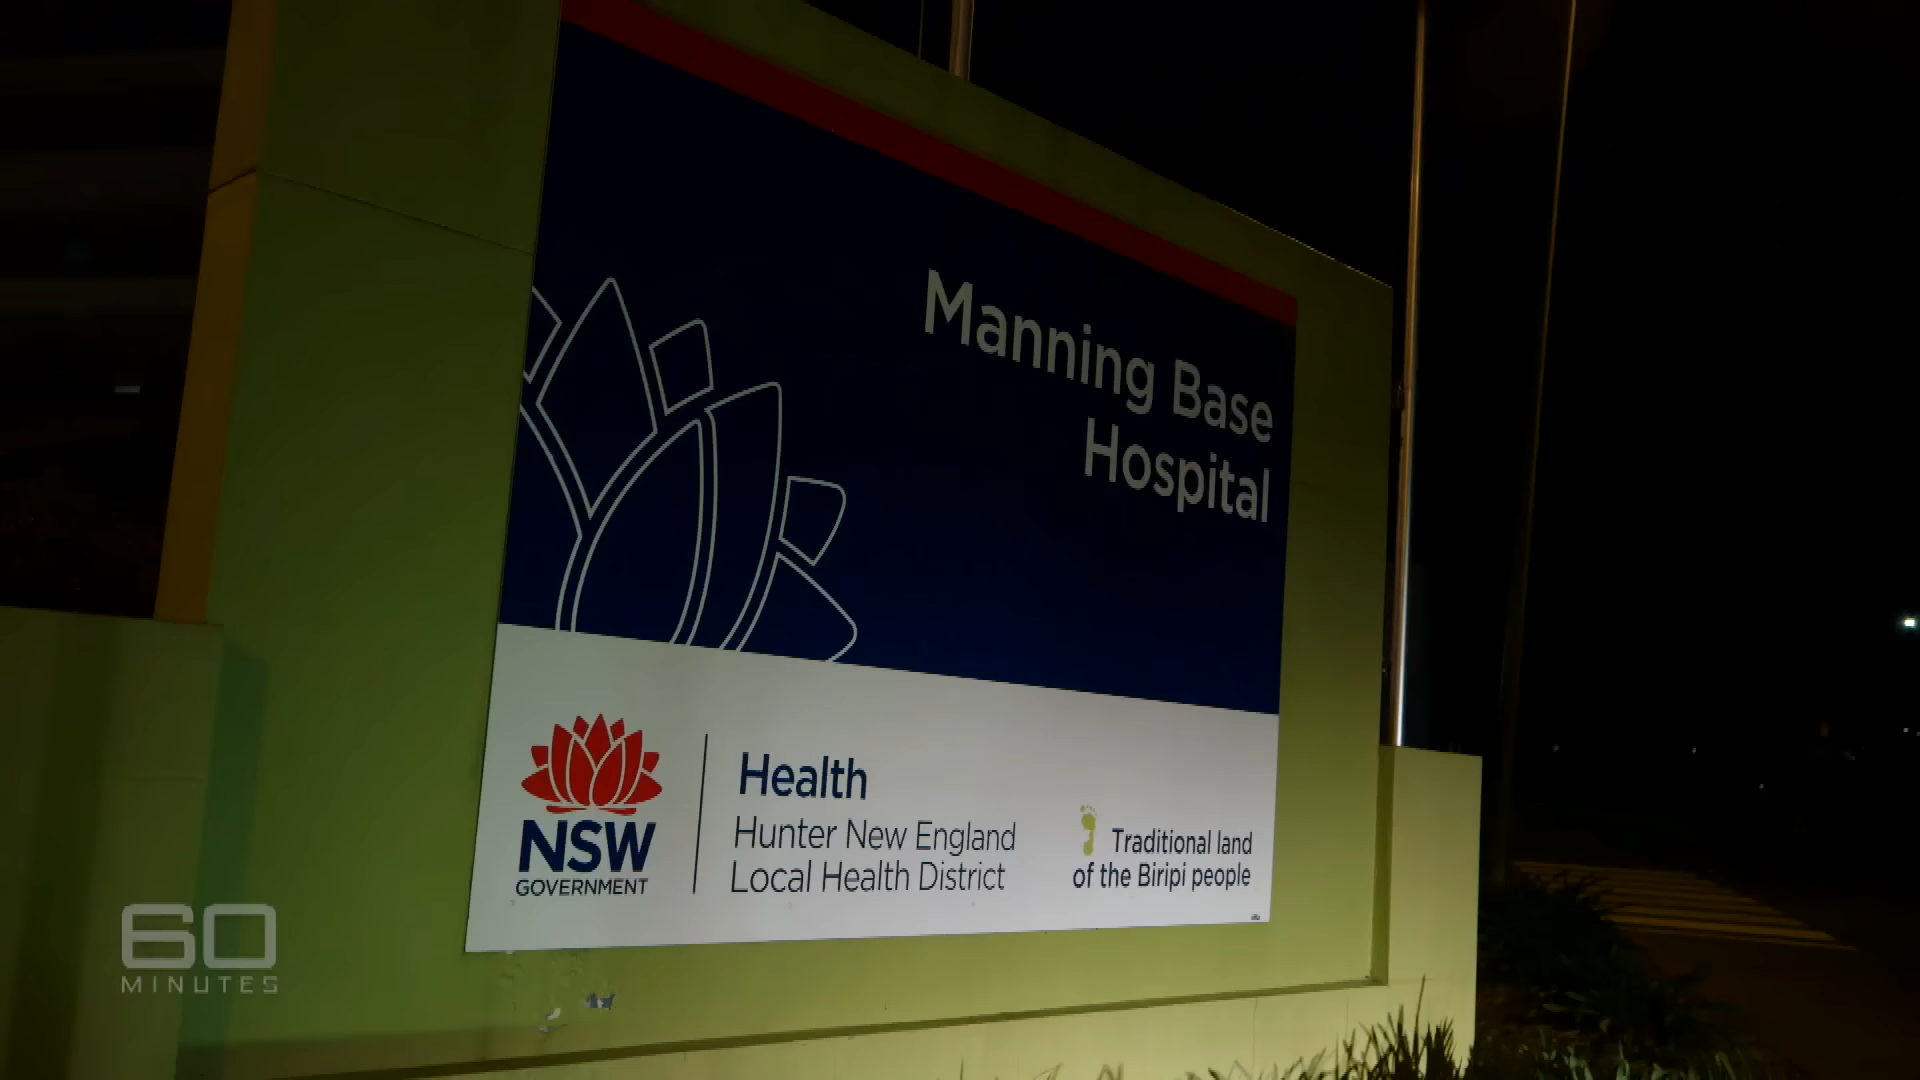 Manning Base
Hospital
NSW
GOVERNMENT
Health
Hunter New England
Local Health District
Traditional land
of the Biripi people
60
MINUTES